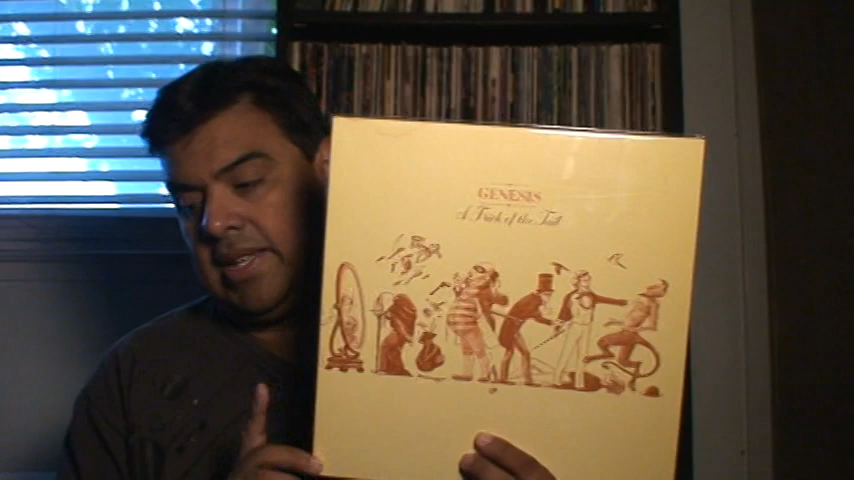 GENESIS
A Trick of the Tail